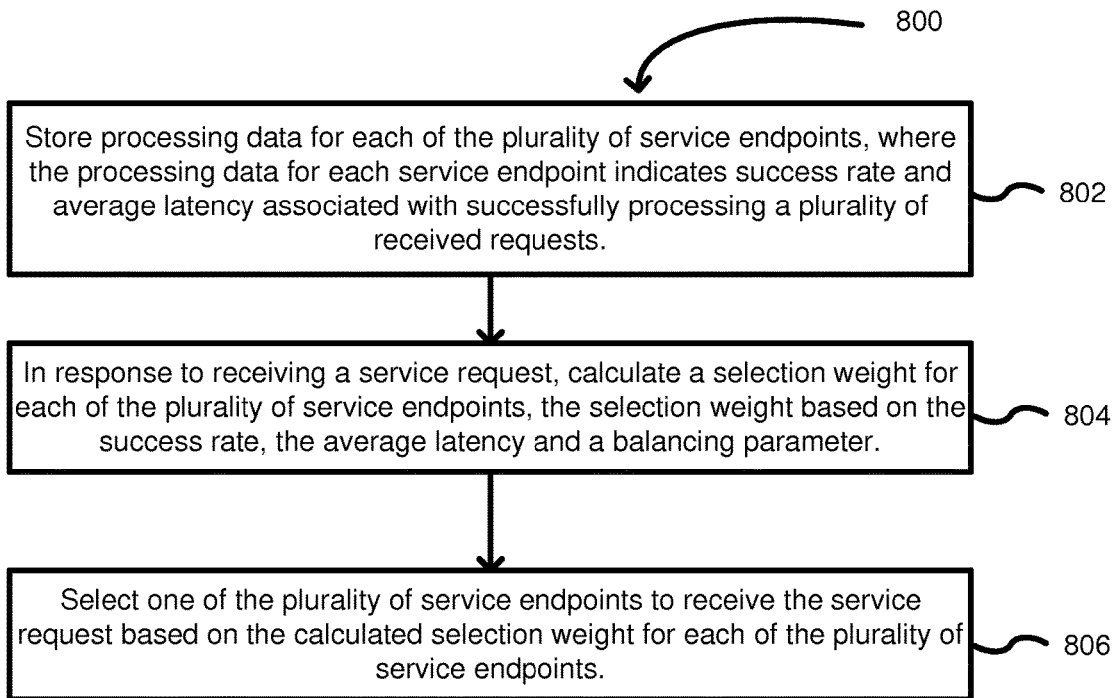 800
Store processing data for each of the plurality of service endpoints, where
the processing data for each service endpoint indicates success rate and
average latency associated with successfully processing a plurality of
received requests.
802
In response to receiving a service request, calculate a selection weight for
each of the plurality of service endpoints, the selection weight based on the
success rate, the average latency and a balancing parameter.
804
Select one of the plurality of service endpoints to receive the service
request based on the calculated selection weight for each of the plurality of
service endpoints.
806